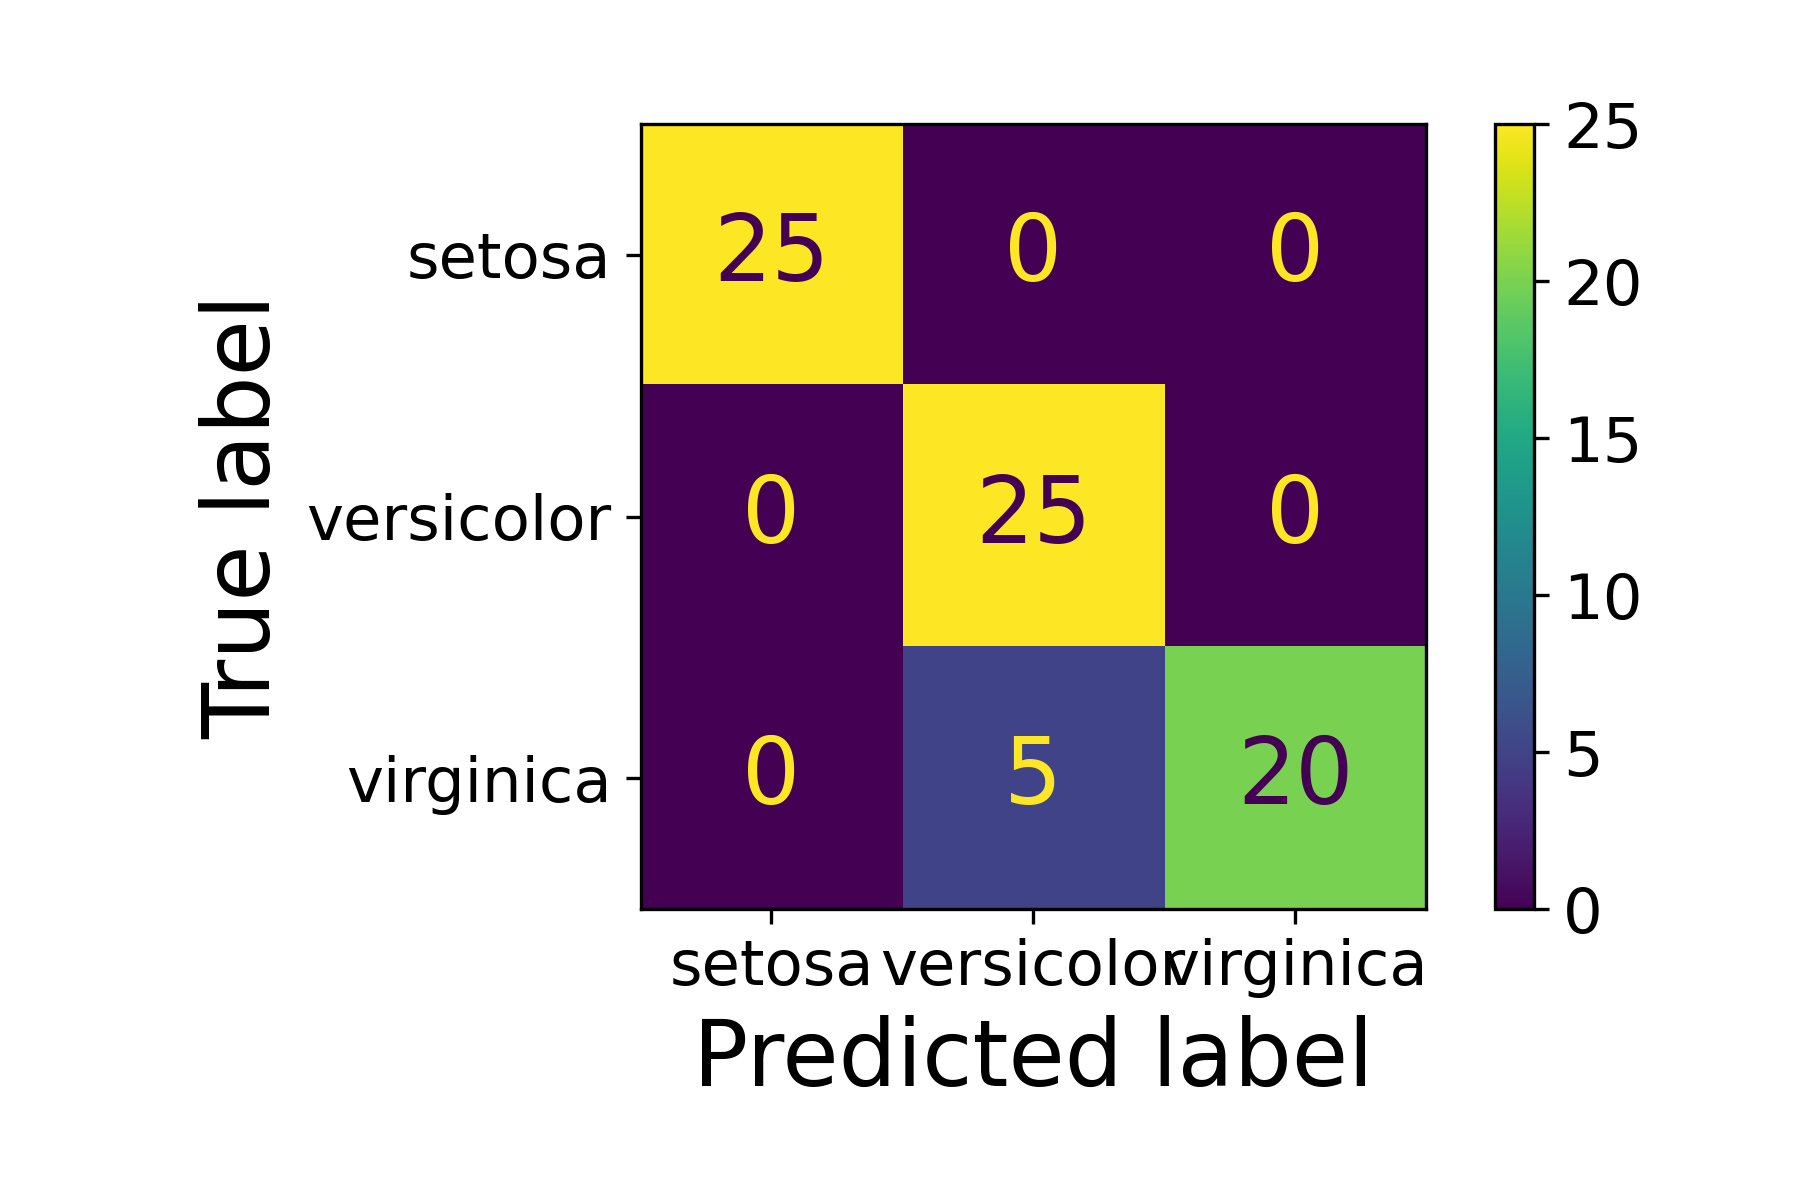 True label
setosa 25 0 0
versicolor 0 25 0
virginica 0 5 20
setosa versicolor virginica
Predicted label
25
20
15
10
5
0